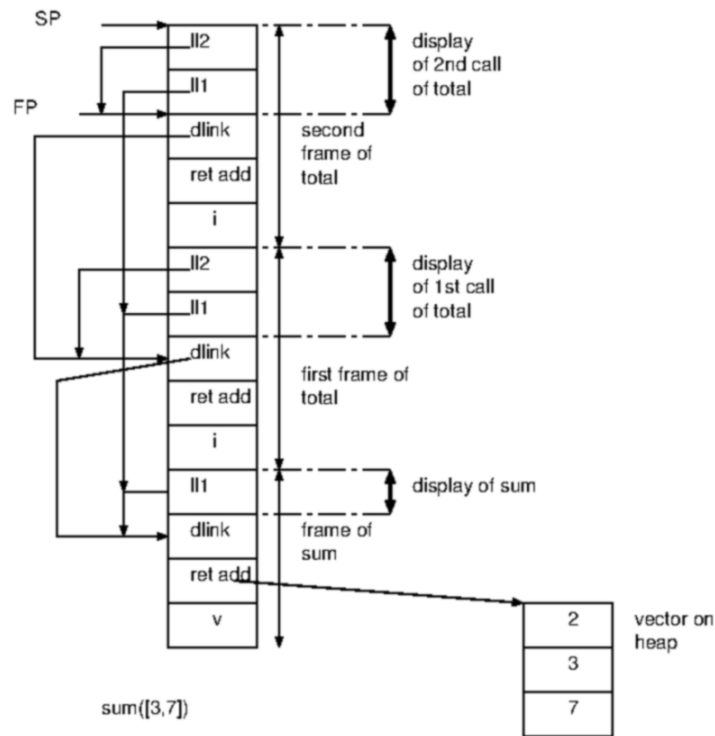 SP
ll2
display
of 2nd call
of total
ll1
FP
dlink
second
frame of
total
ret add
i
ll2
display
of 1st call
of total
ll1
dlink
first frame of
total
ret add
i
ll1
display of sum
dlink
frame of
sum
ret add
v
2
vector on
heap
3
7
sum([3,7])